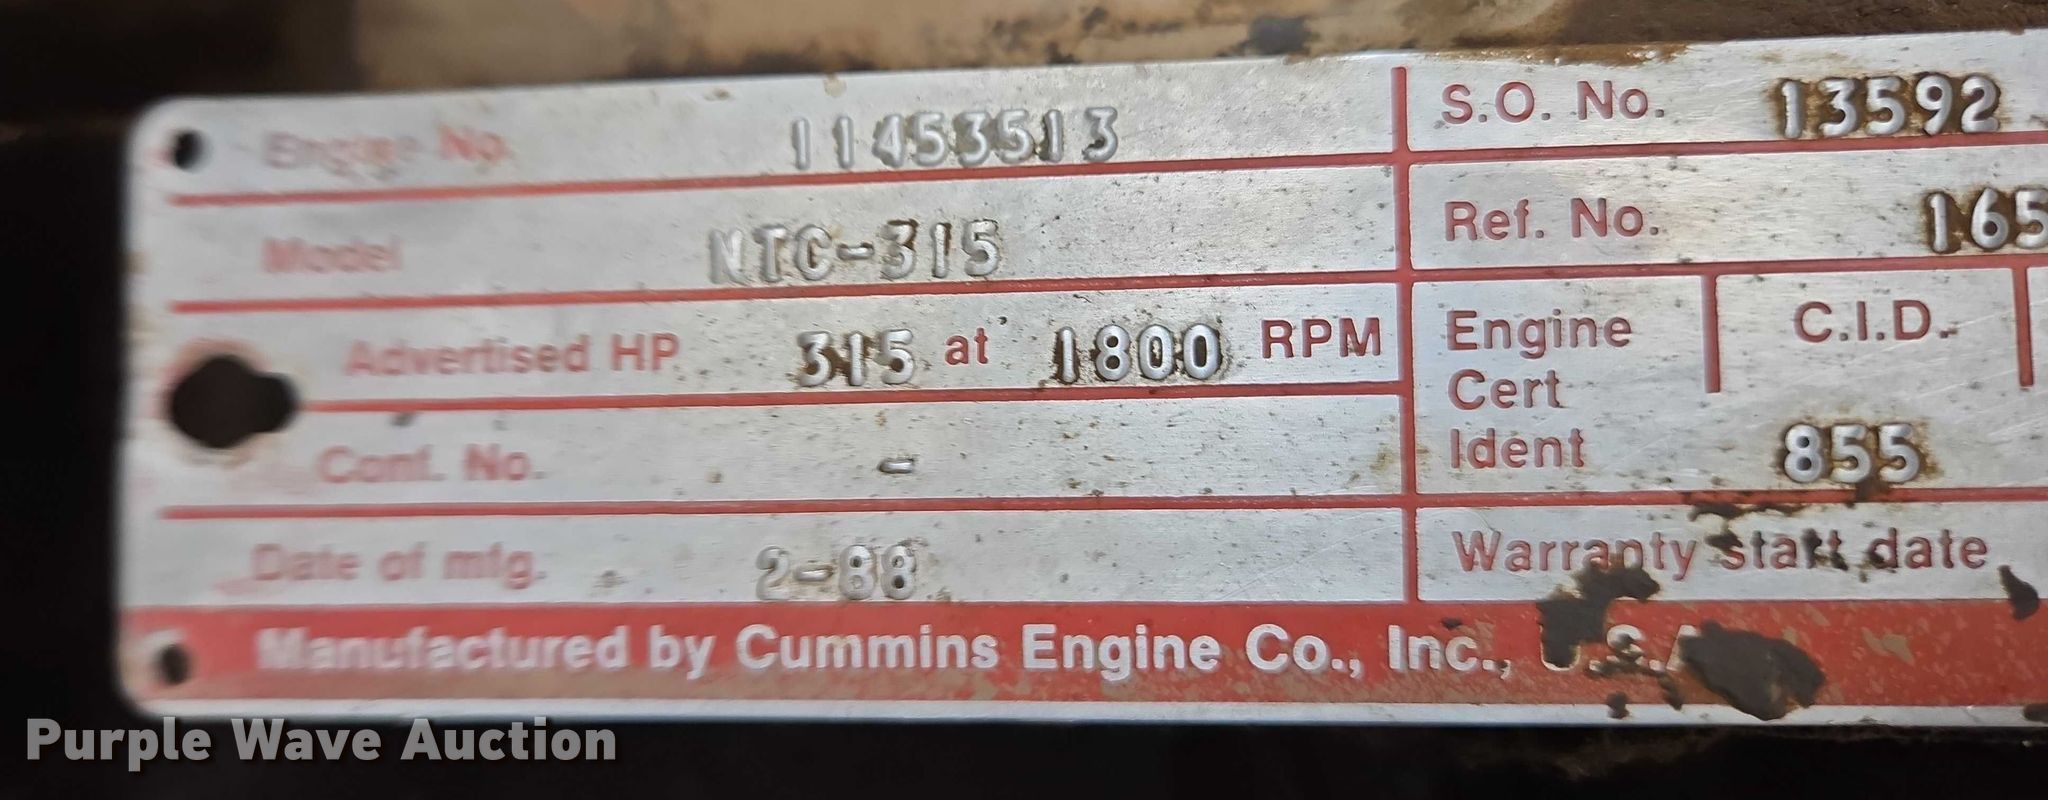 Engine No. 11453513
Model NTC-315
Advertised HP 315 at 1800 RPM
Conf. No. -
Date of mfg. 2-88
S.O. No. 13592
Ref. No. 165
Engine Cert Ident
C.I.D.
855
Warranty start date
Manufactured by Cummins Engine Co., Inc., U.S.A
Purple Wave Auction